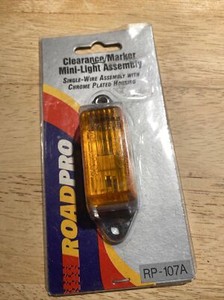 Clearance/Marker
Mini-Light Assembly
Single-Wire Assembly with
Chrome Plated Housing
ROADPRO
RP-107A